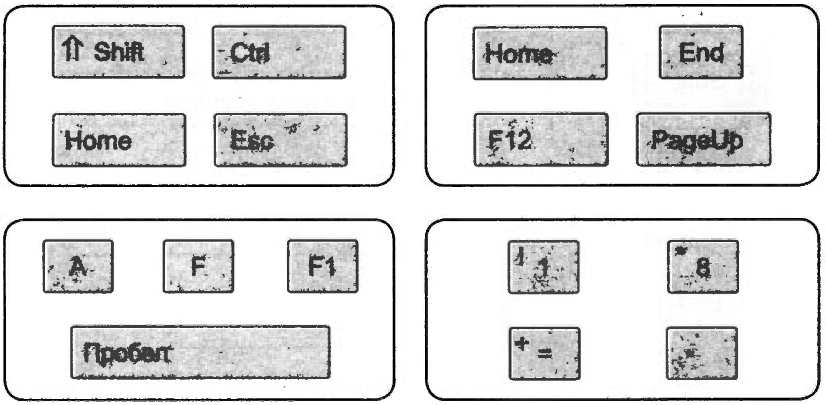 ⇧ Shift
Ctrl
Home
Esc
Home
End
F12
PageUp
A
F
F1
Пробел
! 1
* 8
+ =